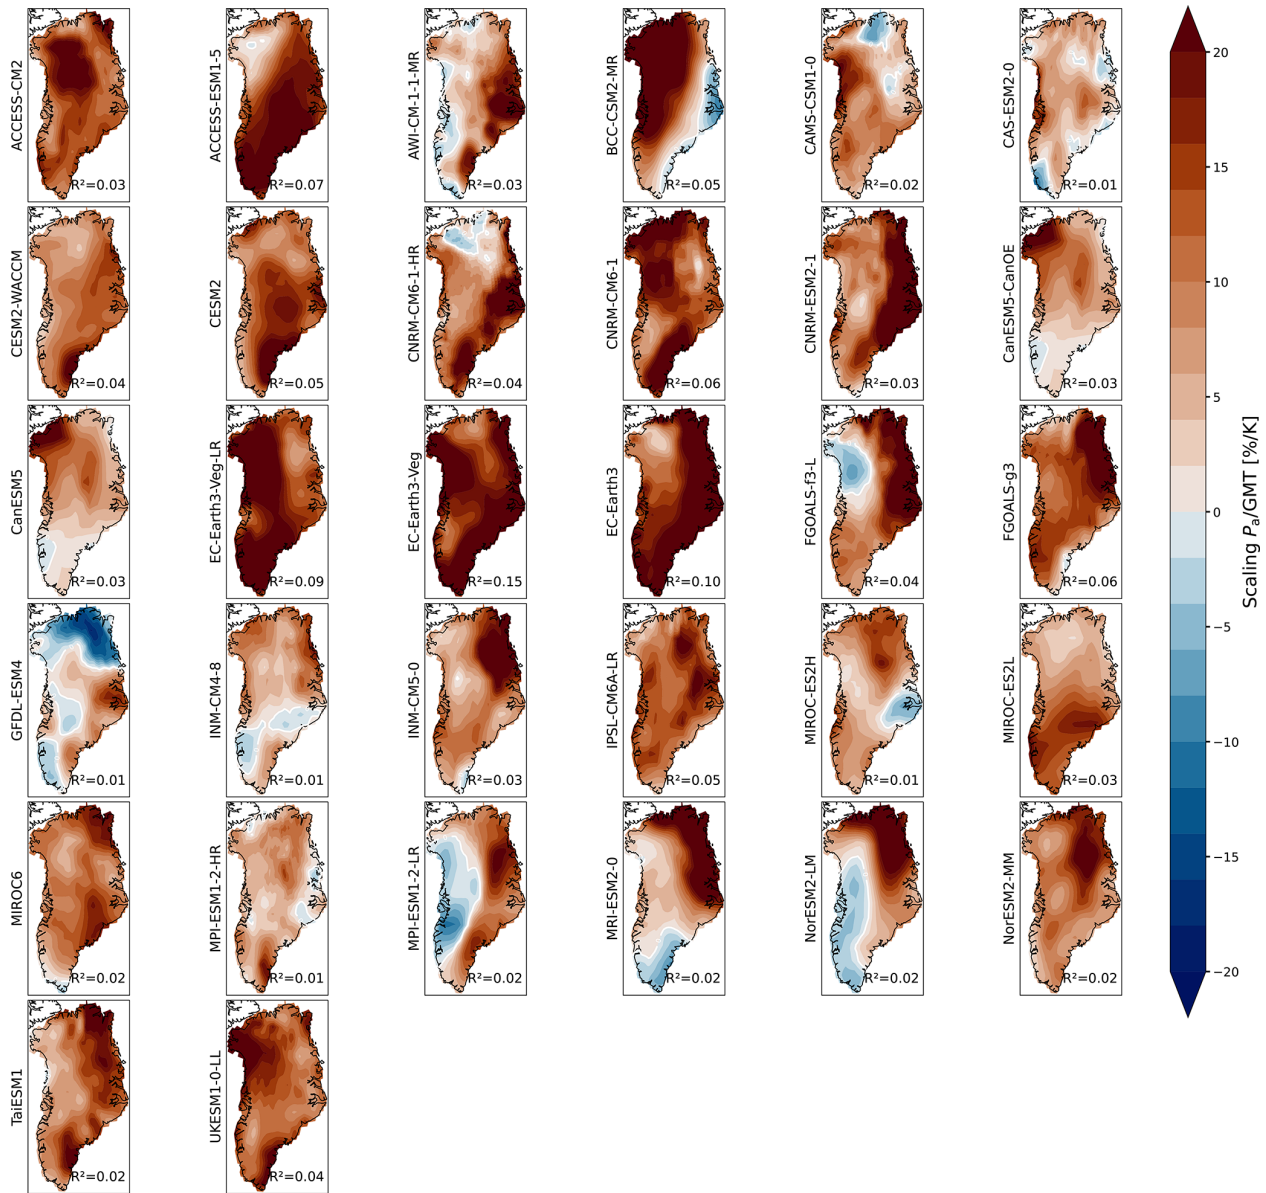 ACCESS-CM2
R²=0.03
ACCESS-ESM1-5
R²=0.07
AWI-CM-1-1-MR
R²=0.03
BCC-CSM2-MR
R²=0.05
CAMS-CSM1-0
R²=0.02
CAS-ESM2-0
R²=0.01
CESM2-WACCM
R²=0.04
CESM2
R²=0.05
CNRM-CM6-1-HR
R²=0.04
CNRM-CM6-1
R²=0.06
CNRM-ESM2-1
R²=0.03
CanESM5-CanOE
R²=0.03
CanESM5
R²=0.03
EC-Earth3-Veg-LR
R²=0.09
EC-Earth3-Veg
R²=0.15
EC-Earth3
R²=0.10
FGOALS-f3-L
R²=0.04
FGOALS-g3
R²=0.06
GFDL-ESM4
R²=0.01
INM-CM4-8
R²=0.01
INM-CM5-0
R²=0.03
IPSL-CM6A-LR
R²=0.05
MIROC-ES2H
R²=0.01
MIROC-ES2L
R²=0.03
MIROC6
R²=0.02
MPI-ESM1-2-HR
R²=0.01
MPI-ESM1-2-LR
R²=0.02
MRI-ESM2-0
R²=0.02
NorESM2-LM
R²=0.02
NorESM2-MM
R²=0.02
TaiESM1
R²=0.02
UKESM1-0-LL
R²=0.04
20
15
10
5
0
−5
−10
−15
−20
Scaling Pa/GMT [%/K]